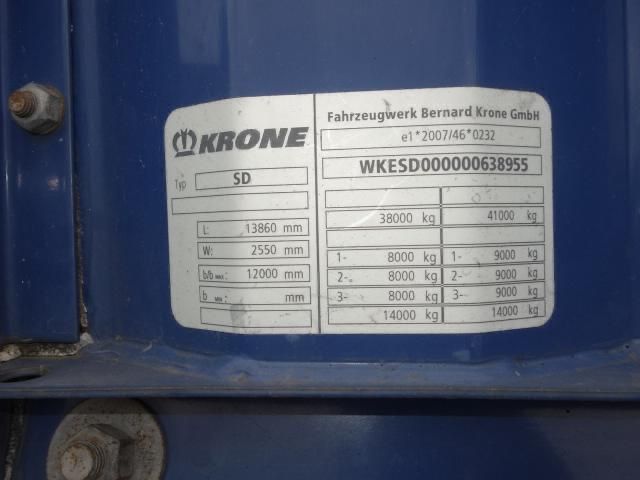 KRONE
Typ SD
L: 13860 mm
W: 2550 mm
b/b MAX: 12000 mm
b MIN: mm
Fahrzeugwerk Bernard Krone GmbH
e1*2007/46*0232
WKESD000000638955
38000 kg 41000 kg
1- 8000 kg 1- 9000 kg
2- 8000 kg 2- 9000 kg
3- 8000 kg 3- 9000 kg
14000 kg 14000 kg